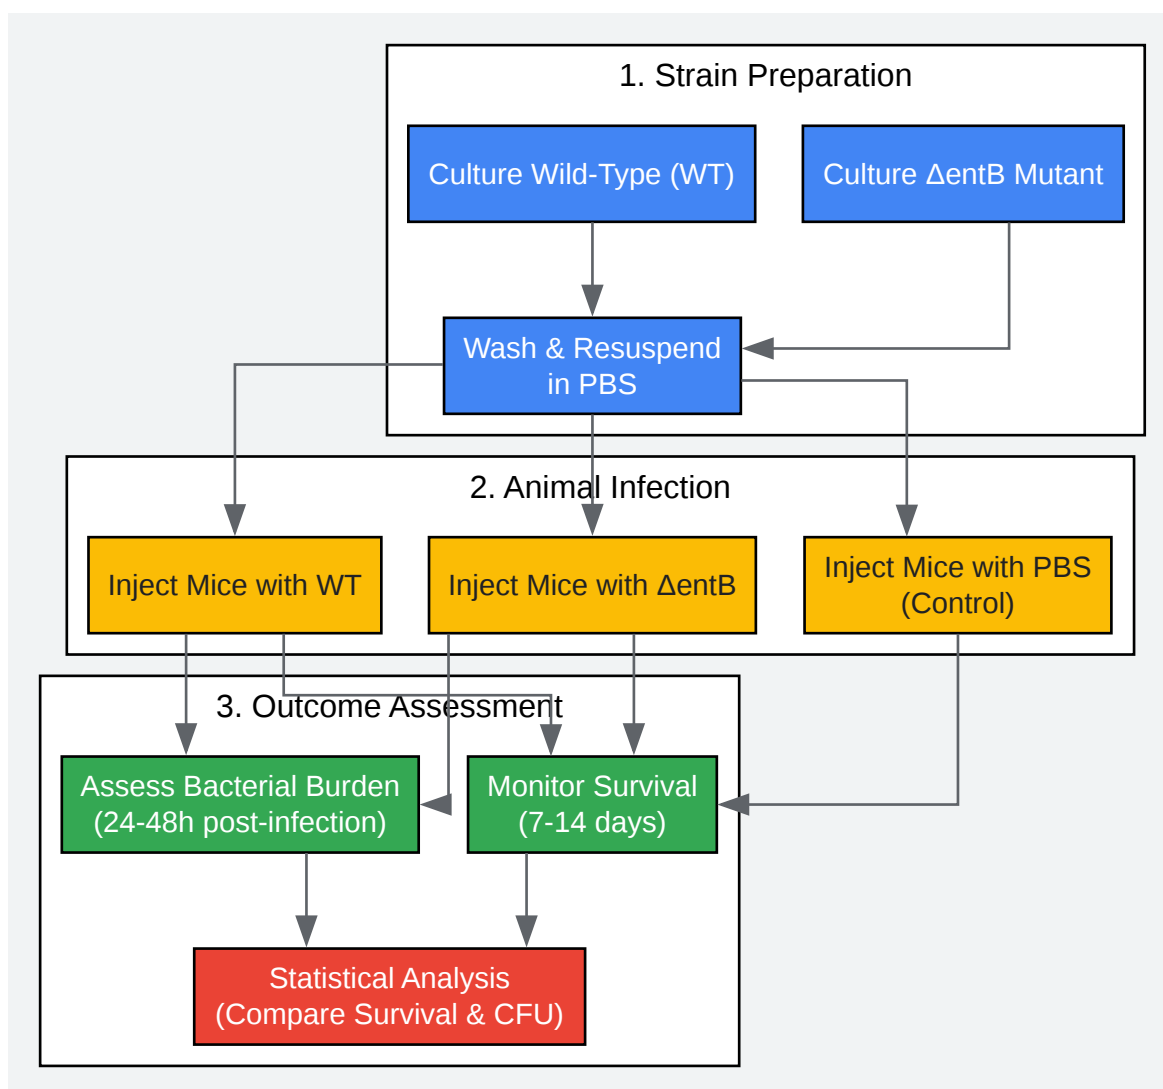 1. Strain Preparation
Culture Wild-Type (WT)
Culture ΔentB Mutant
Wash & Resuspend
in PBS
2. Animal Infection
Inject Mice with WT
Inject Mice with ΔentB
Inject Mice with PBS
(Control)
3. Outcome Assessment
Assess Bacterial Burden
(24-48h post-infection)
Monitor Survival
(7-14 days)
Statistical Analysis
(Compare Survival & CFU)